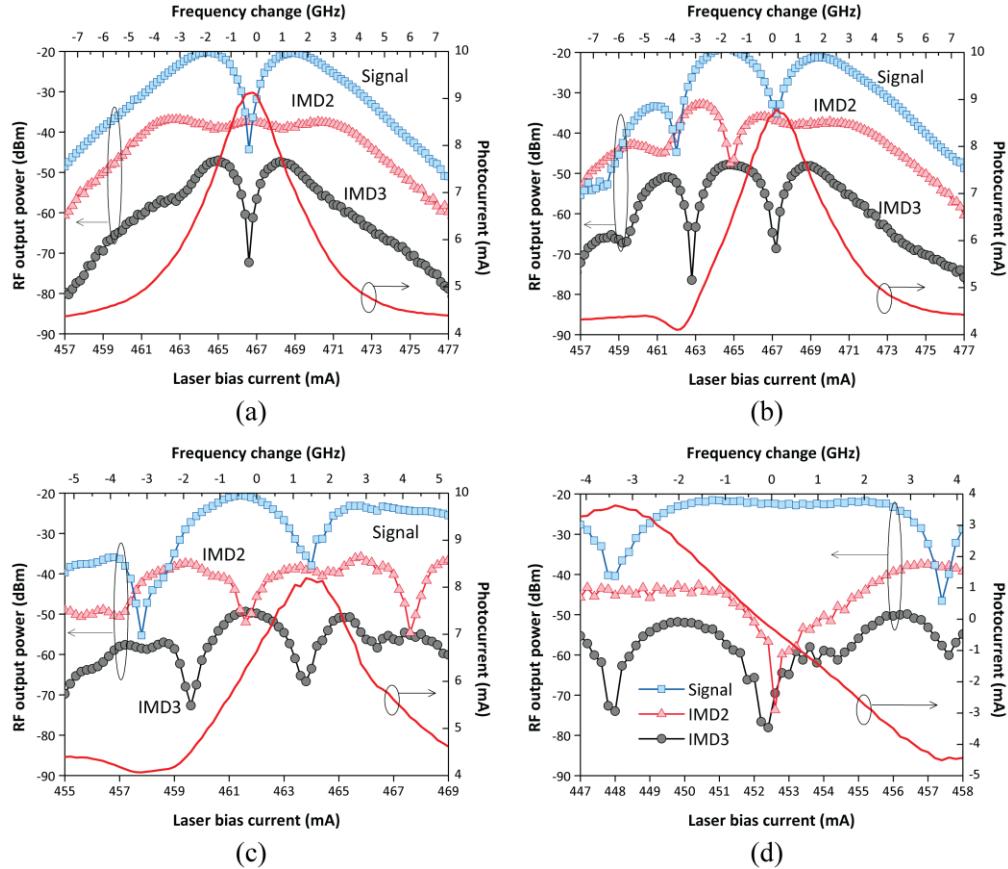 (a)
Frequency change (GHz)
-7 -6 -5 -4 -3 -2 -1 0 1 2 3 4 5 6 7
-20 -30 -40 -50 -60 -70 -80 -90
RF output power (dBm)
Signal
IMD2
IMD3
10 9 8 7 6 5 4
Photocurrent (mA)
457 459 461 463 465 467 469 471 473 475 477
Laser bias current (mA)
(a)
(b)
Frequency change (GHz)
-7 -6 -5 -4 -3 -2 -1 0 1 2 3 4 5 6 7
-20 -30 -40 -50 -60 -70 -80 -90
RF output power (dBm)
Signal
IMD2
IMD3
10 9 8 7 6 5 4
Photocurrent (mA)
457 459 461 463 465 467 469 471 473 475 477
Laser bias current (mA)
(b)
Frequency change (GHz)
-5 -4 -3 -2 -1 0 1 2 3 4 5
-20 -30 -40 -50 -60 -70 -80 -90
RF output power (dBm)
Signal
IMD2
IMD3
10 9 8 7 6 5 4
Photocurrent (mA)
455 457 459 461 463 465 467 469
Laser bias current (mA)
(c)
Frequency change (GHz)
-4 -3 -2 -1 0 1 2 3 4
-20 -30 -40 -50 -60 -70 -80 -90
RF output power (dBm)
Signal
IMD2
IMD3
4 3 2 1 0 -1 -2 -3 -4 -5
Photocurrent (mA)
447 448 449 450 451 452 453 454 455 456 457 458
Laser bias current (mA)
(d)